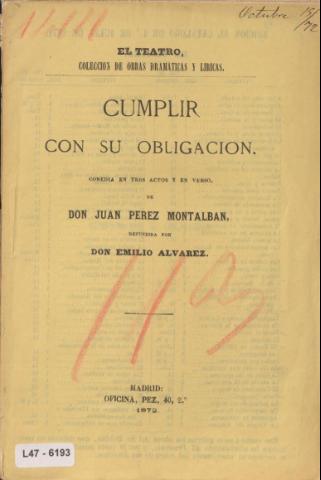 Octubre 15/72
EL TEATRO,
COLECCION DE OBRAS DRAMÁTICAS Y LÍRICAS.
CUMPLIR
CON SU OBLIGACION,
COMEDIA EN TRES ACTOS Y EN VERSO,
DE
DON JUAN PEREZ MONTALBAN,
REFUNDIDA POR
DON EMILIO ALVAREZ.
MADRID:
OFICINA, PEZ, 40, 2.º
1872.
L47 - 6193